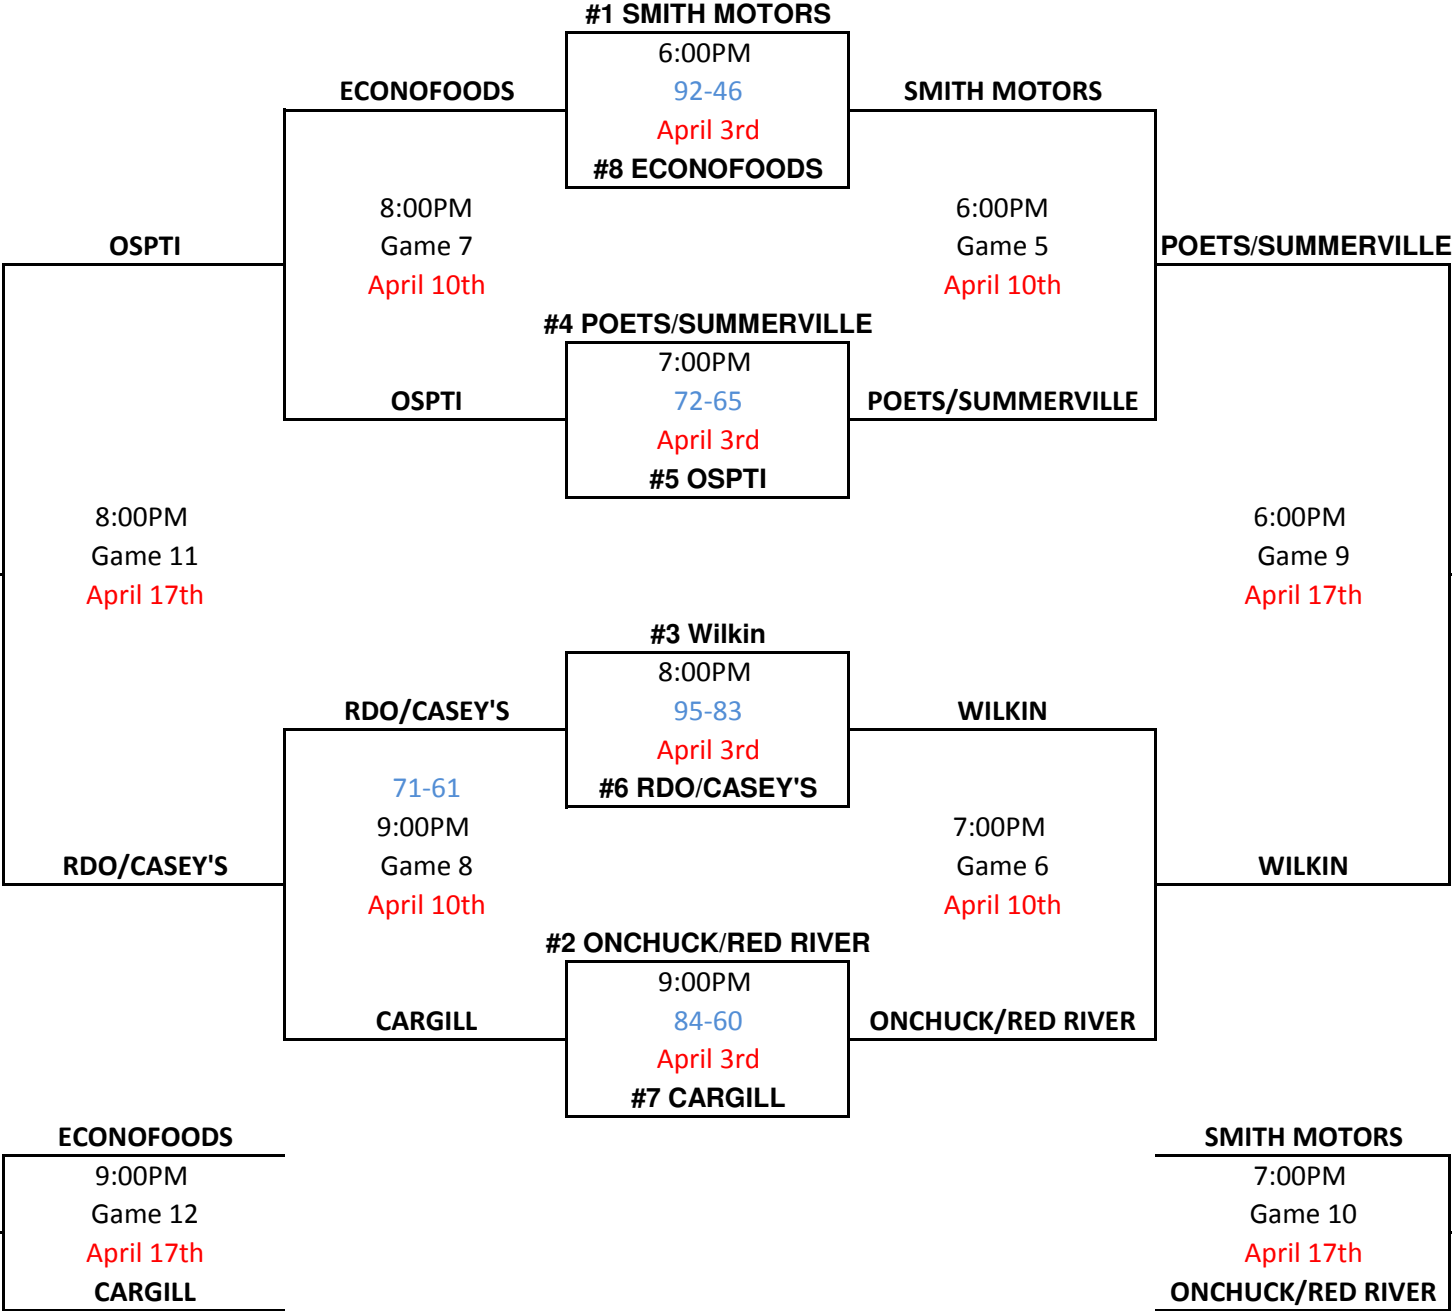 #1 SMITH MOTORS
6:00PM
ECONOFOODS
92-46
SMITH MOTORS
April 3rd
#8 ECONOFOODS
8:00PM
6:00PM
OSPTI
Game 7
Game 5
POETS/SUMMERVILLE
April 10th
April 10th
#4 POETS/SUMMERVILLE
7:00PM
OSPTI
72-65
POETS/SUMMERVILLE
April 3rd
#5 OSPTI
8:00PM
6:00PM
Game 11
Game 9
April 17th
April 17th
#3 Wilkin
8:00PM
RDO/CASEY'S
95-83
WILKIN
April 3rd
71-61
#6 RDO/CASEY'S
9:00PM
7:00PM
RDO/CASEY'S
Game 8
Game 6
WILKIN
April 10th
April 10th
#2 ONCHUCK/RED RIVER
9:00PM
CARGILL
84-60
ONCHUCK/RED RIVER
April 3rd
#7 CARGILL
ECONOFOODS
SMITH MOTORS
9:00PM
7:00PM
Game 12
Game 10
April 17th
April 17th
CARGILL
ONCHUCK/RED RIVER